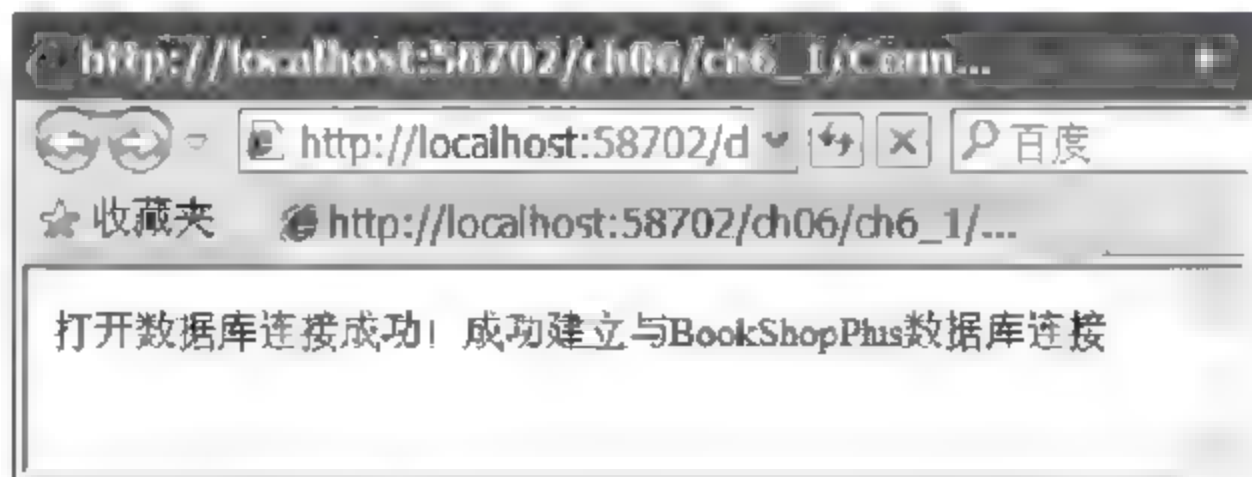 http://localhost:58702/ch06/ch6_1/Conn...
http://localhost:58702/d 百度
收藏夹 http://localhost:58702/ch06/ch6_1/...
打开数据库连接成功! 成功建立与BookShopPlus数据库连接